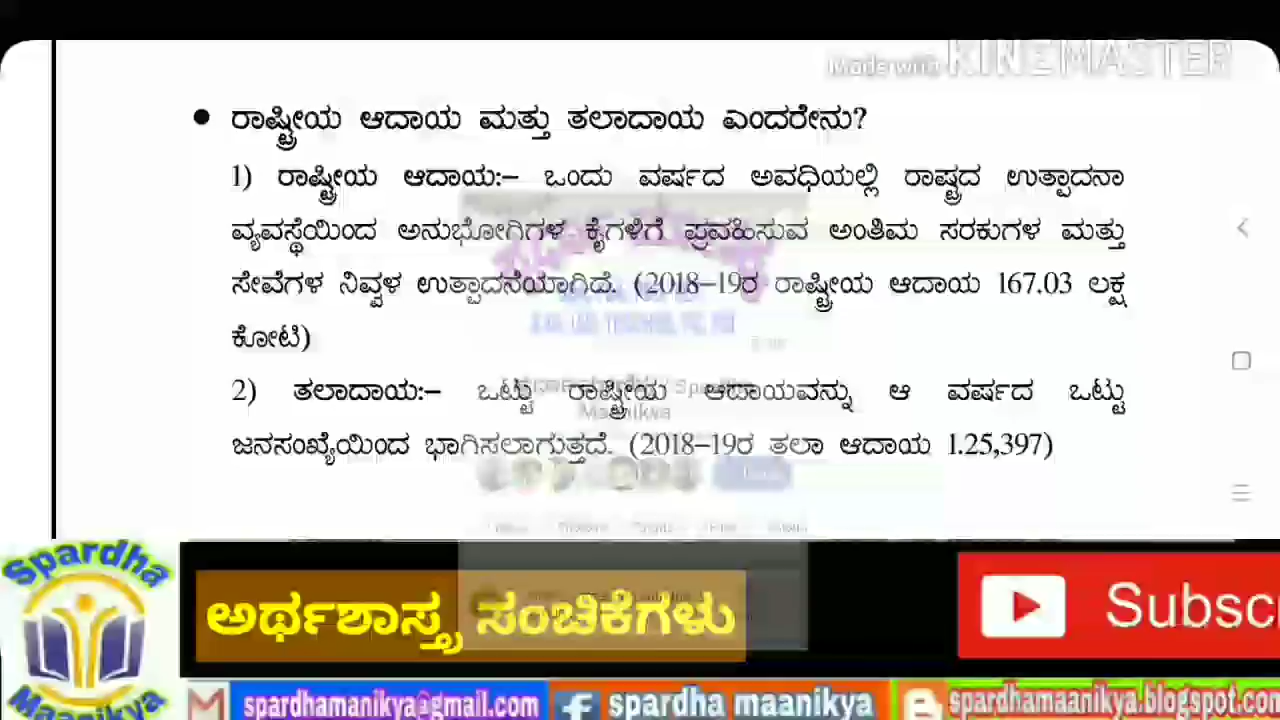 Made with KINEMASTER
● ರಾಷ್ಟ್ರೀಯ ಆದಾಯ ಮತ್ತು ತಲಾದಾಯ ಎಂದರೇನು?
1) ರಾಷ್ಟ್ರೀಯ ಆದಾಯ:– ಒಂದು ವರ್ಷದ ಅವಧಿಯಲ್ಲಿ ರಾಷ್ಟ್ರದ ಉತ್ಪಾದನಾ
ವ್ಯವಸ್ಥೆಯಿಂದ ಅನುಭೋಗಿಗಳ ಕೈಗಳಿಗೆ ಪ್ರವಹಿಸುವ ಅಂತಿಮ ಸರಕುಗಳ ಮತ್ತು
ಸೇವೆಗಳ ನಿವ್ವಳ ಉತ್ಪಾದನೆಯಾಗಿದೆ. (2018–19ರ ರಾಷ್ಟ್ರೀಯ ಆದಾಯ 167.03 ಲಕ್ಷ
ಕೋಟಿ)
2) ತಲಾದಾಯ:– ಒಟ್ಟು ರಾಷ್ಟ್ರೀಯ ಆದಾಯವನ್ನು ಆ ವರ್ಷದ ಒಟ್ಟು
ಜನಸಂಖ್ಯೆಯಿಂದ ಭಾಗಿಸಲಾಗುತ್ತದೆ. (2018–19ರ ತಲಾ ಆದಾಯ 1.25,397)
Spardha
Maanikya
ಅರ್ಥಶಾಸ್ತ್ರ ಸಂಚಿಕೆಗಳು
Subscr
spardhamanikya@gmail.com spardha maanikya spardhamaanikya.blogspot.com